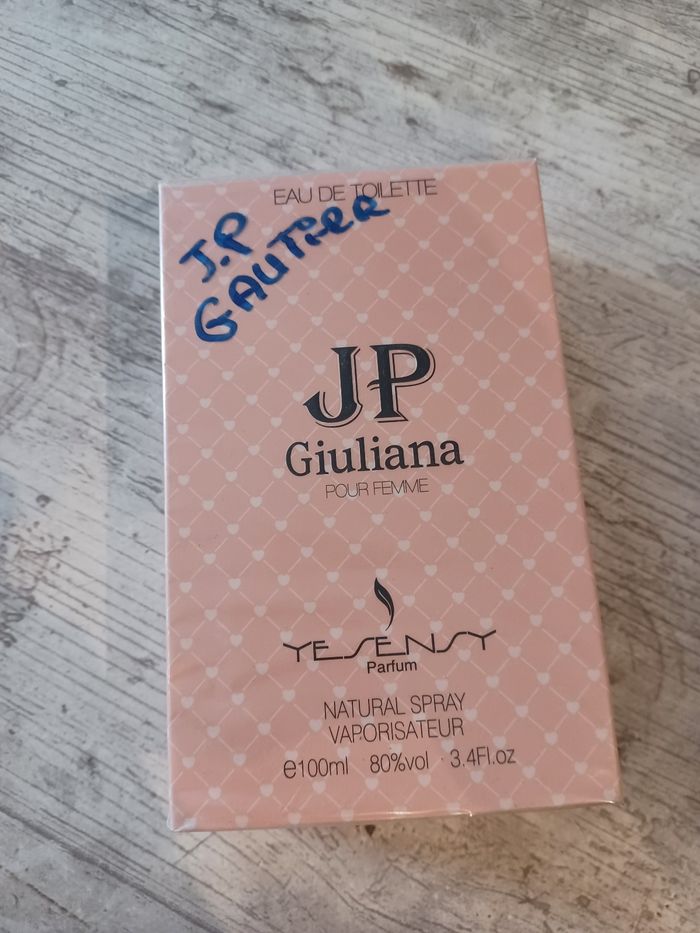 EAU DE TOILETTE
J.P
GAUTiER
JP
Giuliana
POUR FEMME
YESENSY
Parfum
NATURAL SPRAY
VAPORISATEUR
e100ml 80%vol · 3.4Fl.oz